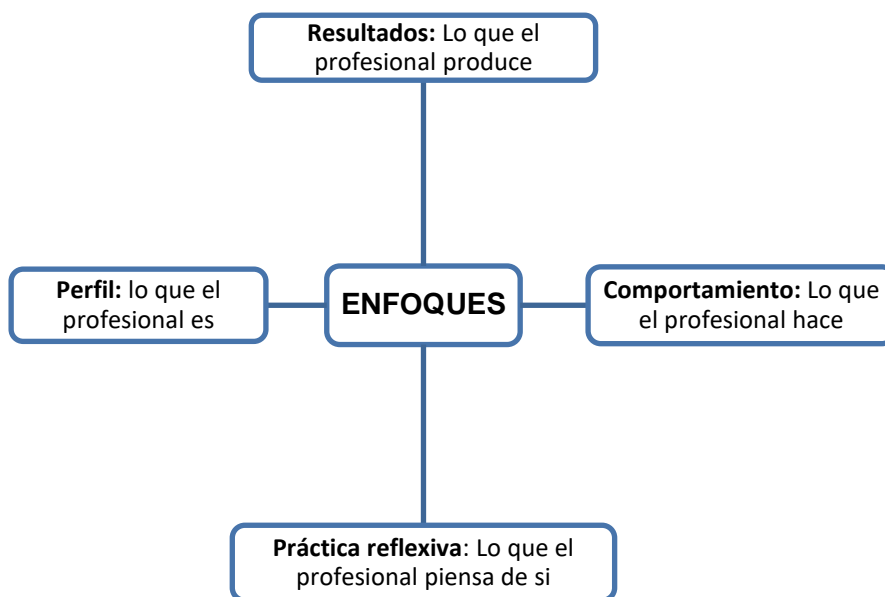 Resultados: Lo que el
profesional produce
Perfil: lo que el
profesional es
ENFOQUES
Comportamiento: Lo que
el profesional hace
Práctica reflexiva: Lo que el
profesional piensa de si